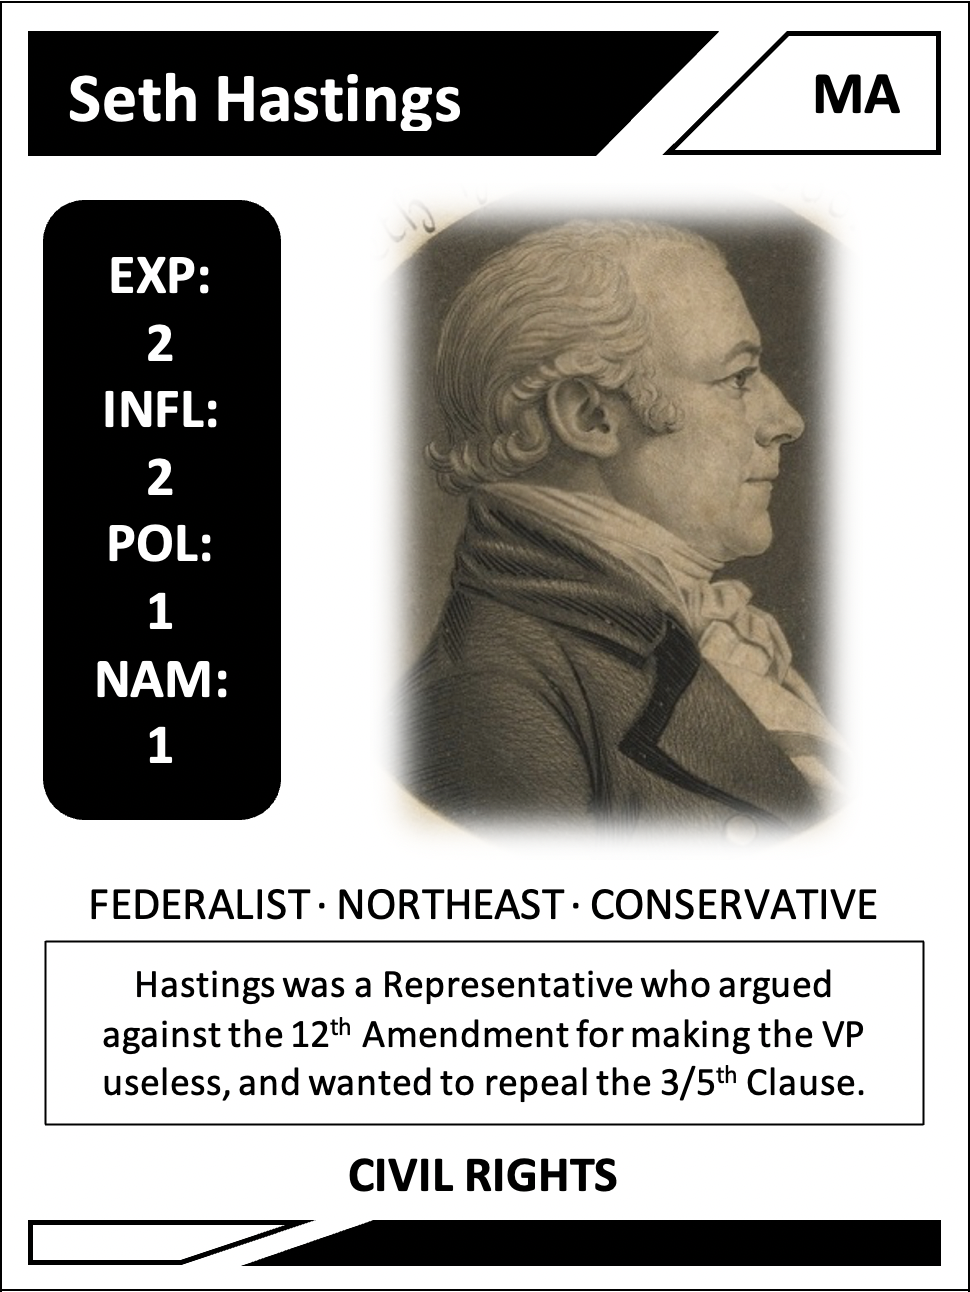 Seth Hastings
MA
EXP:
2
INFL:
2
POL:
1
NAM:
1
FEDERALIST · NORTHEAST · CONSERVATIVE
Hastings was a Representative who argued
against the 12th Amendment for making the VP
useless, and wanted to repeal the 3/5th Clause.
CIVIL RIGHTS